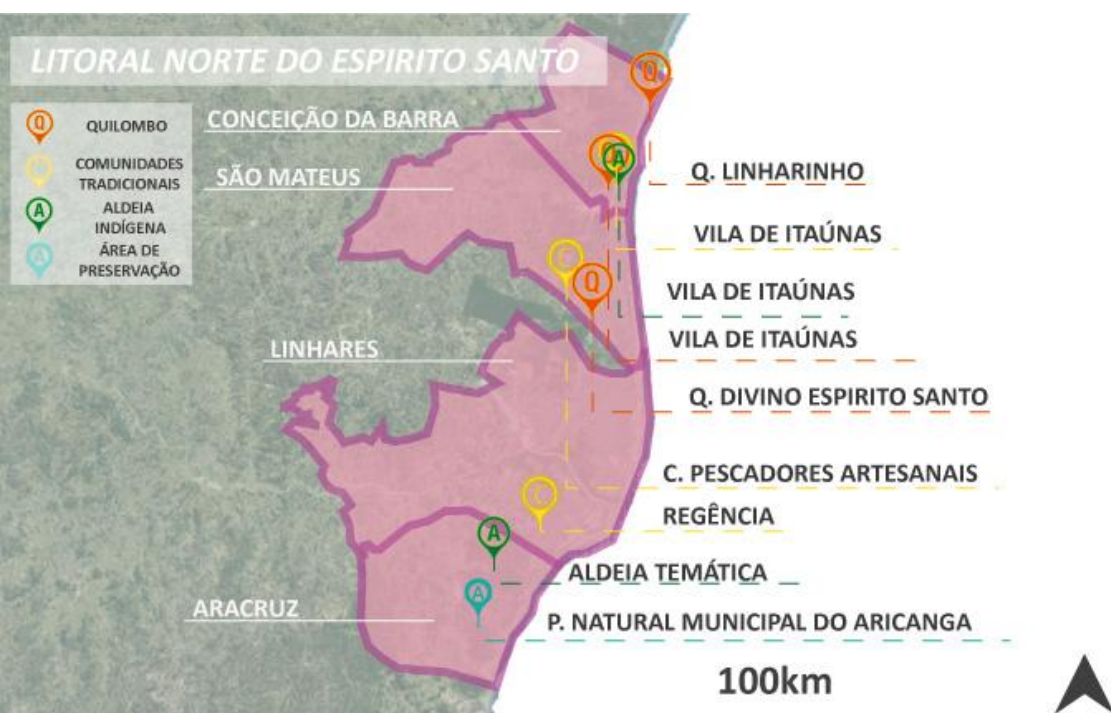 LITORAL NORTE DO ESPIRITO SANTO
Q
QUILOMBO
C
COMUNIDADES
TRADICIONAIS
A
ALDEIA
INDÍGENA
A
ÁREA DE
PRESERVAÇÃO
CONCEIÇÃO DA BARRA
SÃO MATEUS
LINHARES
ARACRUZ
Q
Q
A
C
Q
C
A
A
Q. LINHARINHO
VILA DE ITAÚNAS
VILA DE ITAÚNAS
VILA DE ITAÚNAS
Q. DIVINO ESPIRITO SANTO
C. PESCADORES ARTESANAIS
REGÊNCIA
ALDEIA TEMÁTICA
P. NATURAL MUNICIPAL DO ARICANGA
100km